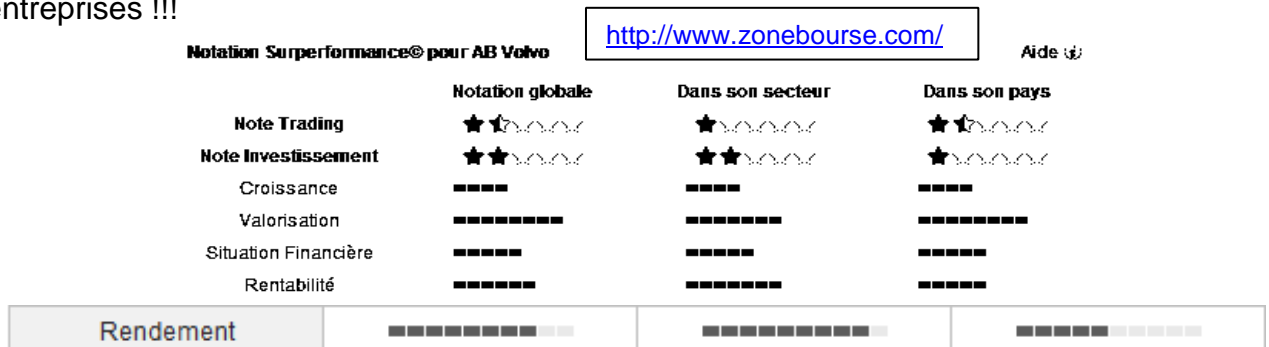 entreprises !!!
http://www.zonebourse.com/
Notation Surperformance© pour AB Volvo Aide
Notation globale Dans son secteur Dans son pays
Note Trading
Note Investissement
Croissance
Valorisation
Situation Financière
Rentabilité
Rendement